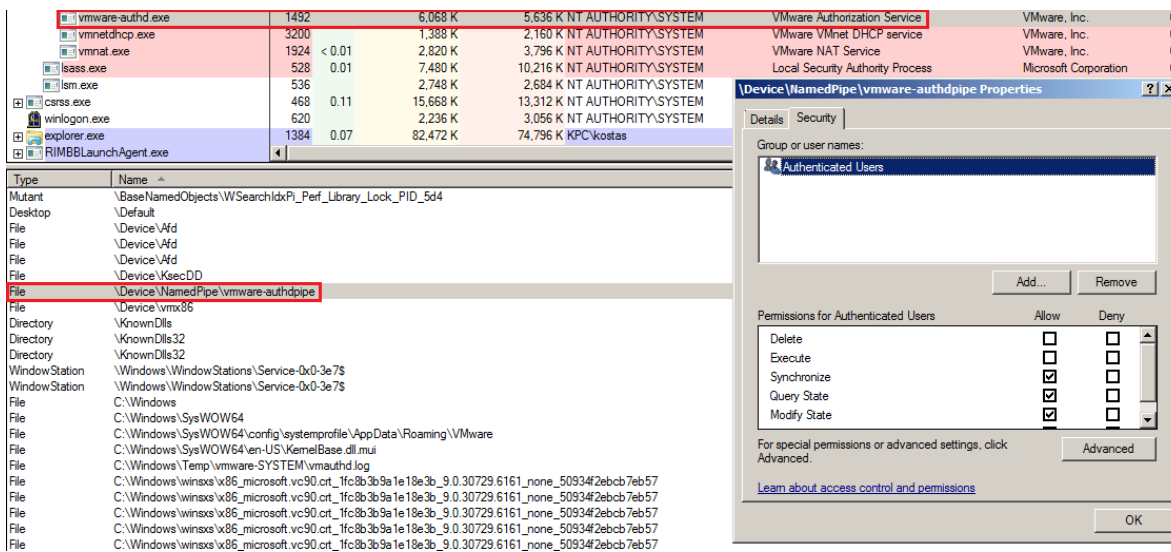 vmware-authd.exe 1492 6,068 K 5,636 K NT AUTHORITY\SYSTEM VMware Authorization Service VMware, Inc.
vmnetdhcp.exe 3200 1,388 K 2,160 K NT AUTHORITY\SYSTEM VMware VMnet DHCP service VMware, Inc.
vmnat.exe 1924 < 0.01 2,820 K 3,796 K NT AUTHORITY\SYSTEM VMware NAT Service VMware, Inc.
lsass.exe 528 0.01 7,480 K 10,216 K NT AUTHORITY\SYSTEM Local Security Authority Process Microsoft Corporation
lsm.exe 536 2,748 K 2,684 K NT AUTHORITY\SYSTEM
csrss.exe 468 0.11 15,668 K 13,312 K NT AUTHORITY\SYSTEM
winlogon.exe 620 2,236 K 3,056 K NT AUTHORITY\SYSTEM
explorer.exe 1384 0.07 82,472 K 74,796 K KPC\kostas
RIMBBLaunchAgent.exe
Type Name
Mutant \BaseNamedObjects\WSearchIdxPi_Perf_Library_Lock_PID_5d4
Desktop \Default
File \Device\Afd
File \Device\Afd
File \Device\Afd
File \Device\KsecDD
File \Device\NamedPipe\vmware-authdpipe
File \Device\vmx86
Directory \KnownDlls
Directory \KnownDlls32
Directory \KnownDlls32
WindowStation \Windows\WindowStations\Service-0x0-3e7$
WindowStation \Windows\WindowStations\Service-0x0-3e7$
File C:\Windows
File C:\Windows\SysWOW64
File C:\Windows\SysWOW64\config\systemprofile\AppData\Roaming\VMware
File C:\Windows\SysWOW64\en-US\KernelBase.dll.mui
File C:\Windows\Temp\vmware-SYSTEM\vmauthd.log
File C:\Windows\winsxs\x86_microsoft.vc90.crt_1fc8b3b9a1e18e3b_9.0.30729.6161_none_50934f2ebcb7eb57
File C:\Windows\winsxs\x86_microsoft.vc90.crt_1fc8b3b9a1e18e3b_9.0.30729.6161_none_50934f2ebcb7eb57
File C:\Windows\winsxs\x86_microsoft.vc90.crt_1fc8b3b9a1e18e3b_9.0.30729.6161_none_50934f2ebcb7eb57
File C:\Windows\winsxs\x86_microsoft.vc90.crt_1fc8b3b9a1e18e3b_9.0.30729.6161_none_50934f2ebcb7eb57
File C:\Windows\winsxs\x86_microsoft.vc90.crt_1fc8b3b9a1e18e3b_9.0.30729.6161_none_50934f2ebcb7eb57
\Device\NamedPipe\vmware-authdpipe Properties
Details Security
Group or user names:
Authenticated Users
Add... Remove
Permissions for Authenticated Users Allow Deny
Delete
Execute
Synchronize
Query State
Modify State
For special permissions or advanced settings, click
Advanced.
Advanced
Learn about access control and permissions
OK